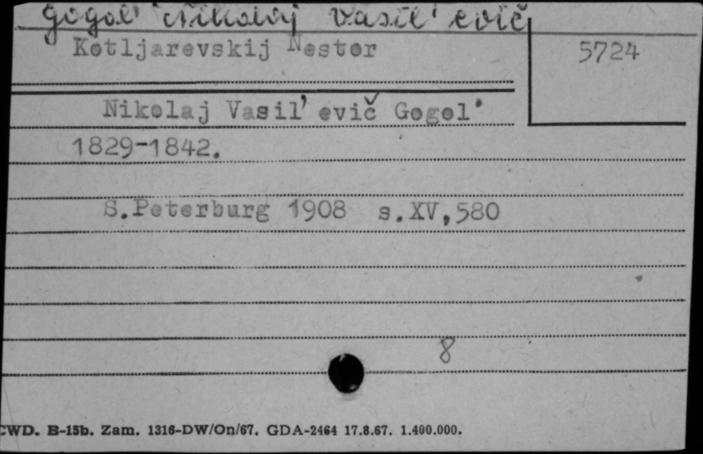 Gogol' Nikolaj Vasil'evič
Kotljarevskij Nestor
5724
Nikolaj Vasil'evič Gogol'
1829-1842.
S.Peterburg 1908 s.XV,580
8
CWD. B-15b. Zam. 1316-DW/On/67. GDA-2464 17.8.67. 1.400.000.